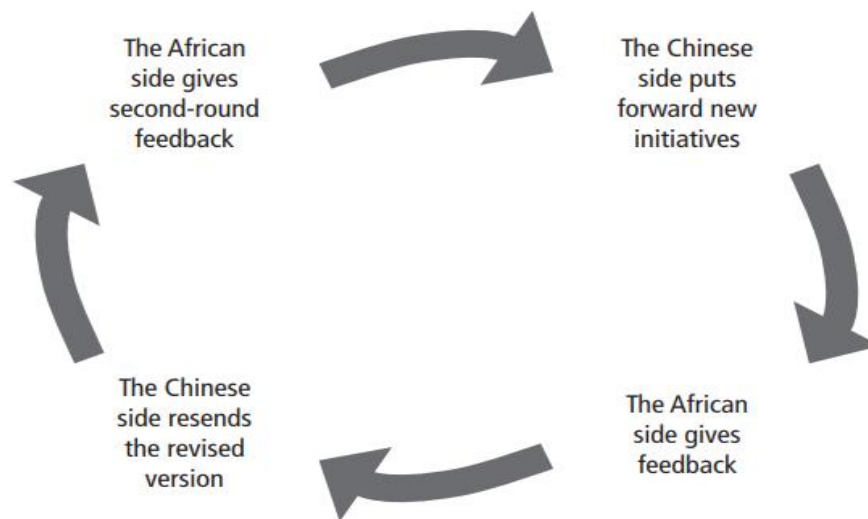 The African
side gives
second-round
feedback
The Chinese
side puts
forward new
initiatives
The Chinese
side resends
the revised
version
The African
side gives
feedback